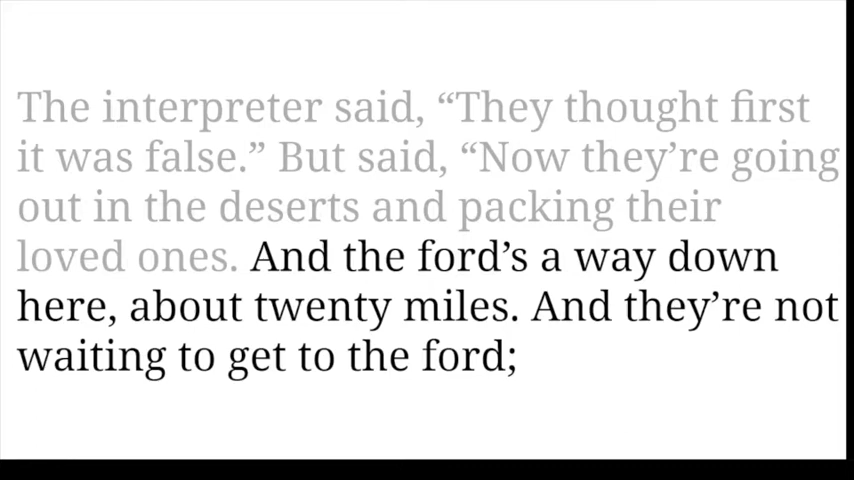 The interpreter said, “They thought first
it was false.” But said, “Now they’re going
out in the deserts and packing their
loved ones. And the ford’s a way down
here, about twenty miles. And they’re not
waiting to get to the ford;